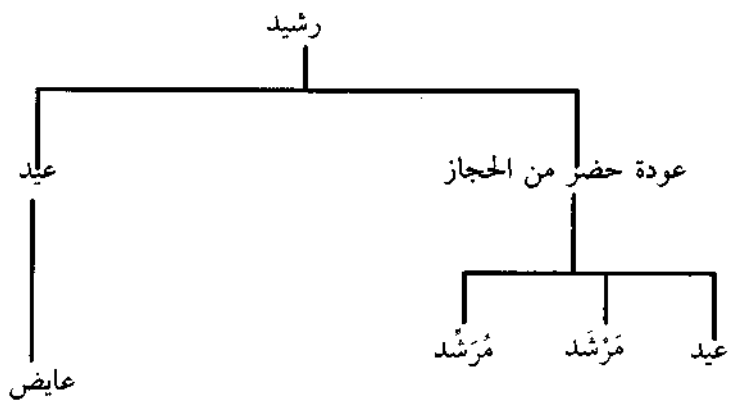 رشيد
عودة حضر من الحجاز
عيد
عيد
مَرْشَد
مُرَشَّد
عايض